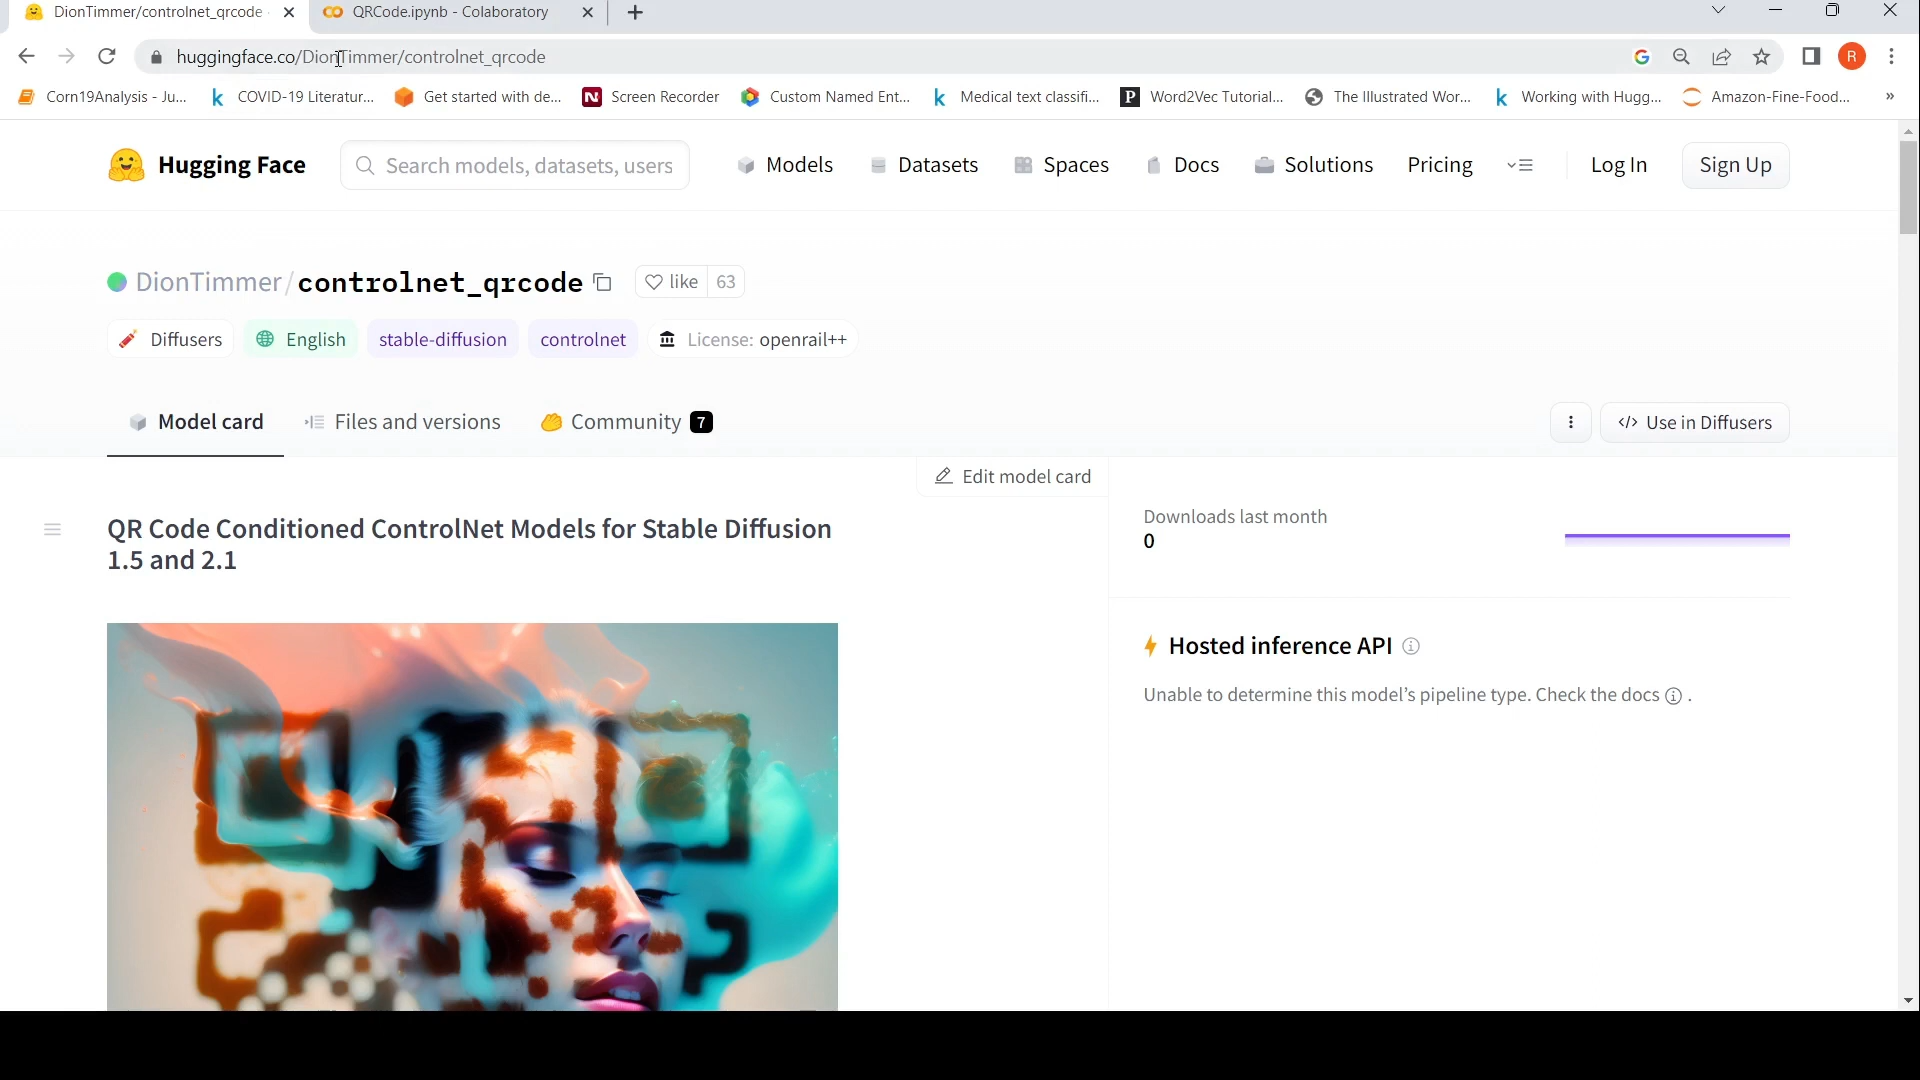 DionTimmer/controlnet_qrcode
QRCode.ipynb - Colaboratory
huggingface.co/DionTimmer/controlnet_qrcode
R
Corn19Analysis - Ju...
COVID-19 Literatur...
Get started with de...
Screen Recorder
Custom Named Ent...
Medical text classifi...
Word2Vec Tutorial...
The Illustrated Wor...
Working with Hugg...
Amazon-Fine-Food...
»
Hugging Face
Search models, datasets, users
Models
Datasets
Spaces
Docs
Solutions
Pricing
Log In
Sign Up
DionTimmer/controlnet_qrcode
like 63
Diffusers
English
stable-diffusion
controlnet
License: openrail++
Model card
Files and versions
Community 7
</> Use in Diffusers
Edit model card
QR Code Conditioned ControlNet Models for Stable Diffusion
1.5 and 2.1
Downloads last month
0
Hosted inference API
Unable to determine this model's pipeline type. Check the docs .